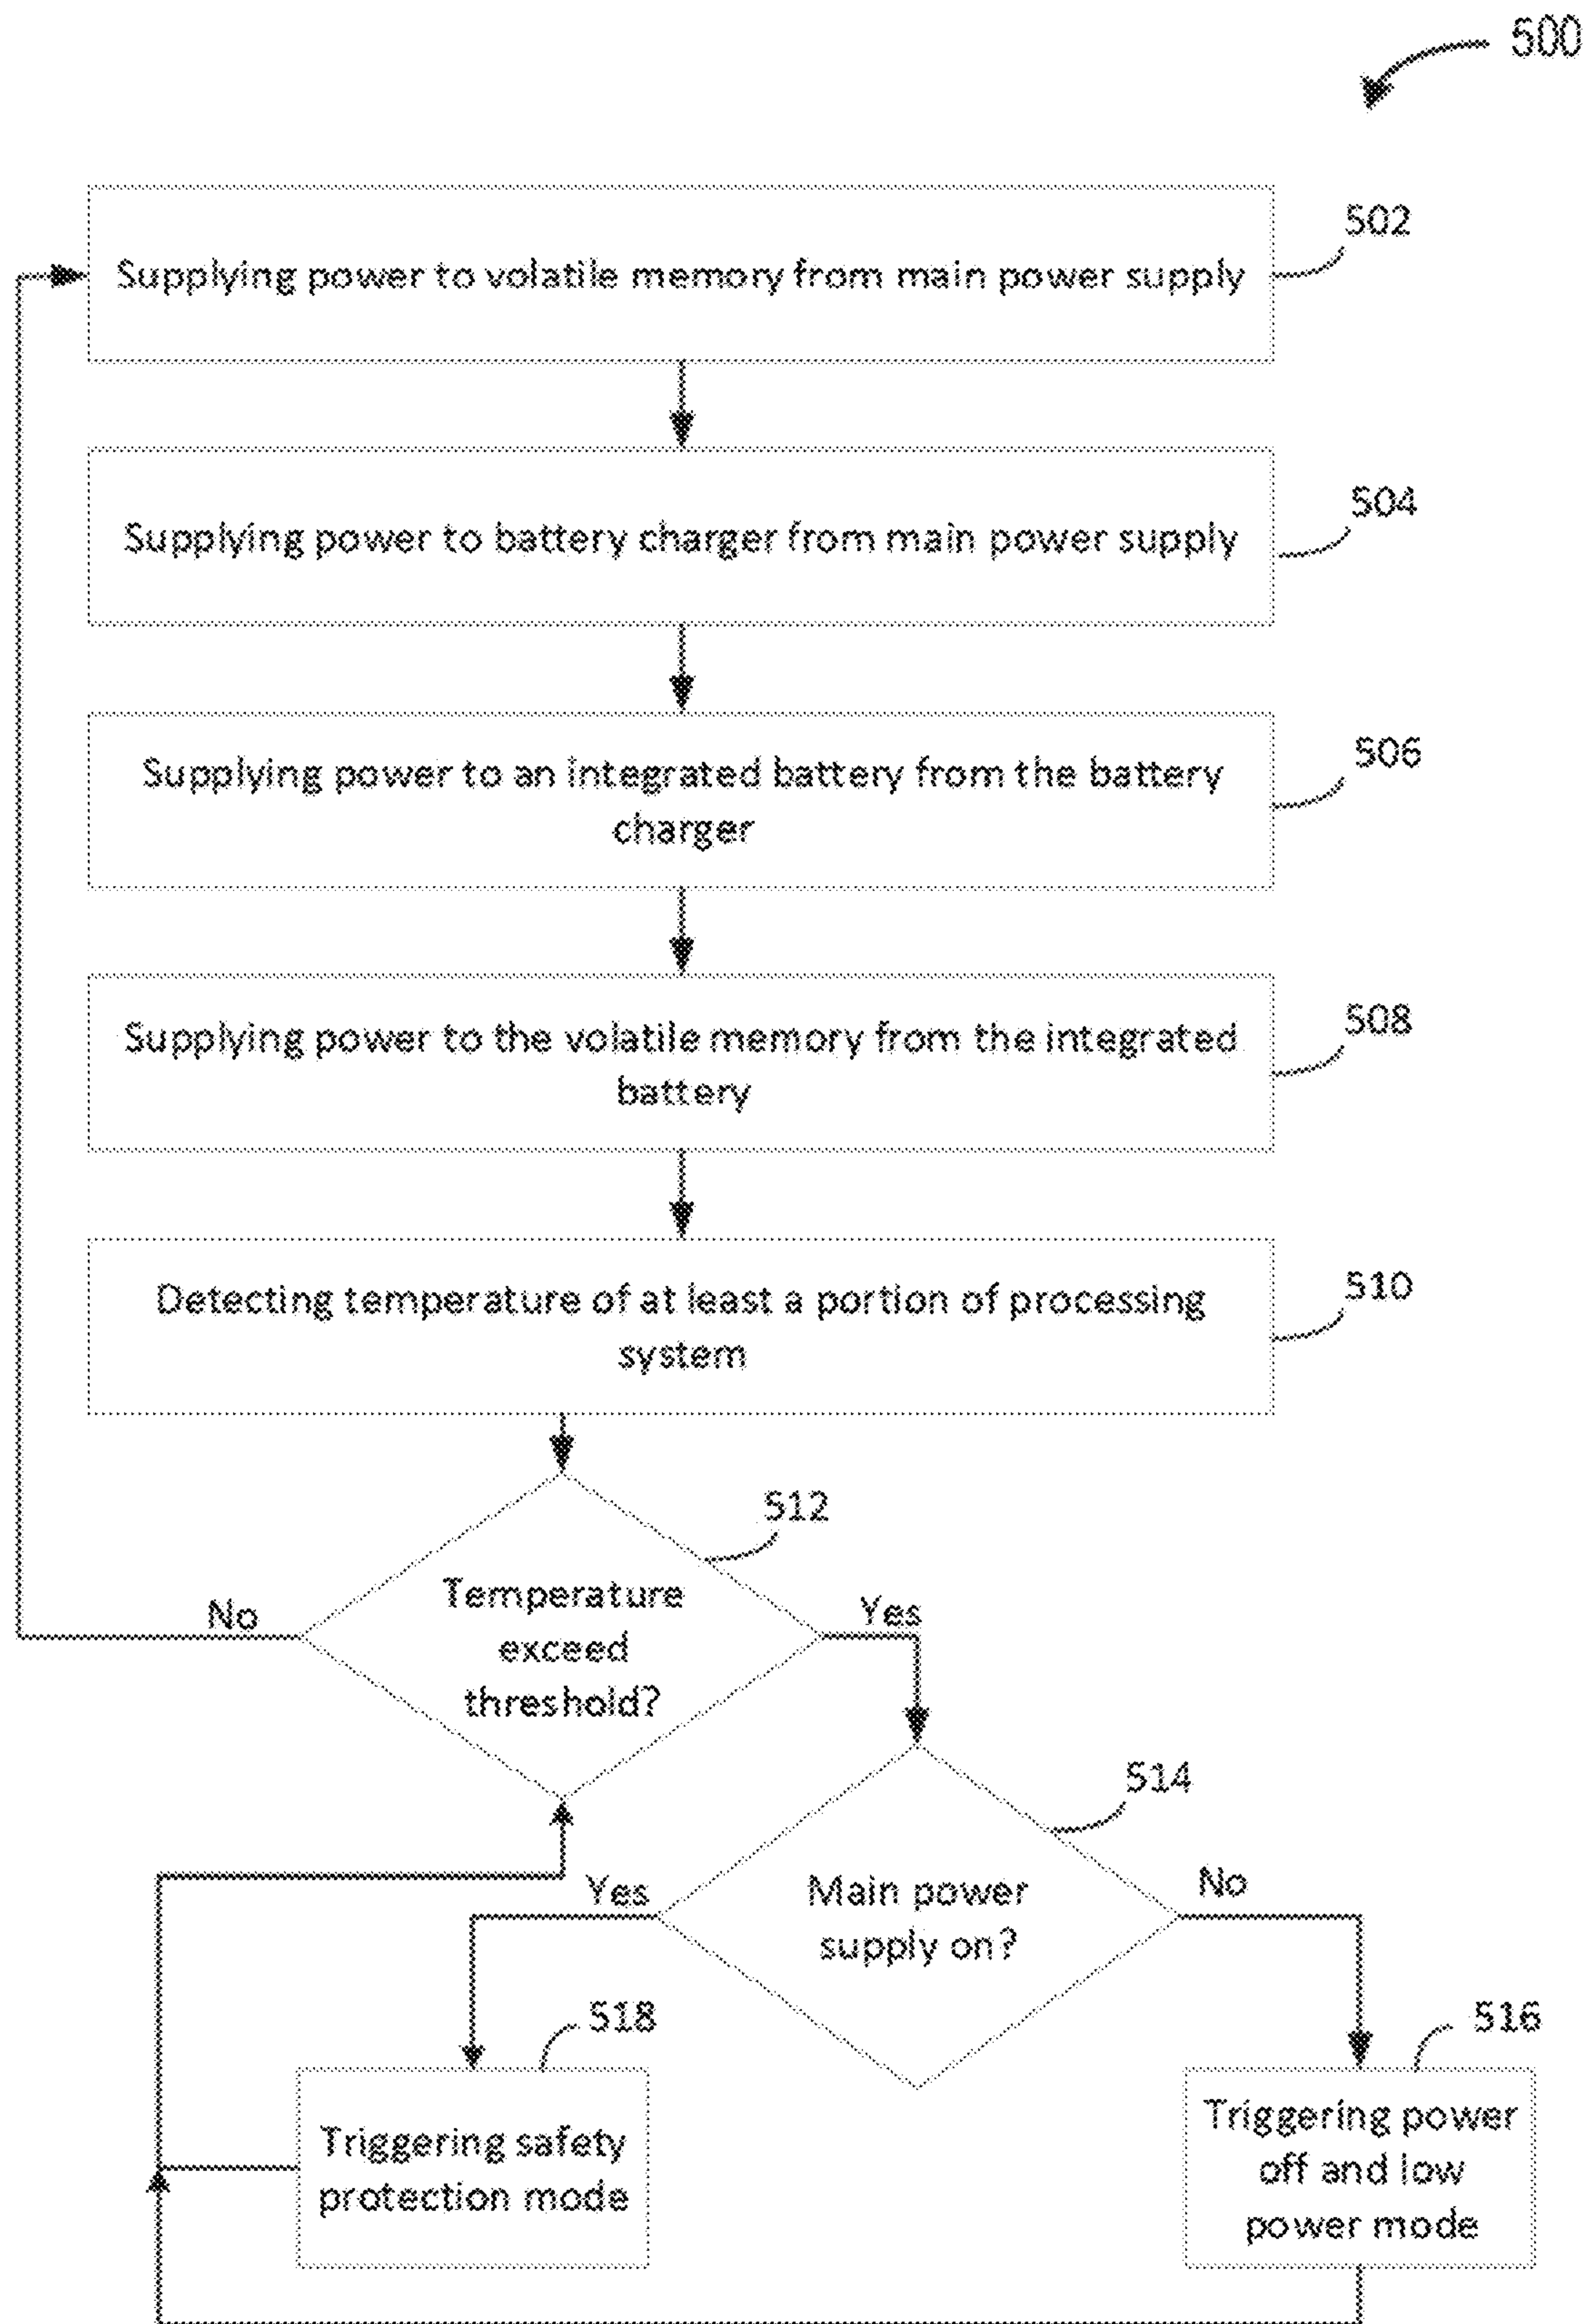 500
502
Supplying power to volatile memory from main power supply
504
Supplying power to battery charger from main power supply
506
Supplying power to an integrated battery from the battery
charger
508
Supplying power to the volatile memory from the integrated
battery
510
Detecting temperature of at least a portion of processing
system
512
Temperature
exceed
threshold?
No
Yes
514
Main power
supply on?
Yes
No
518
516
Triggering safety
protection mode
Triggering power
off and low
power mode